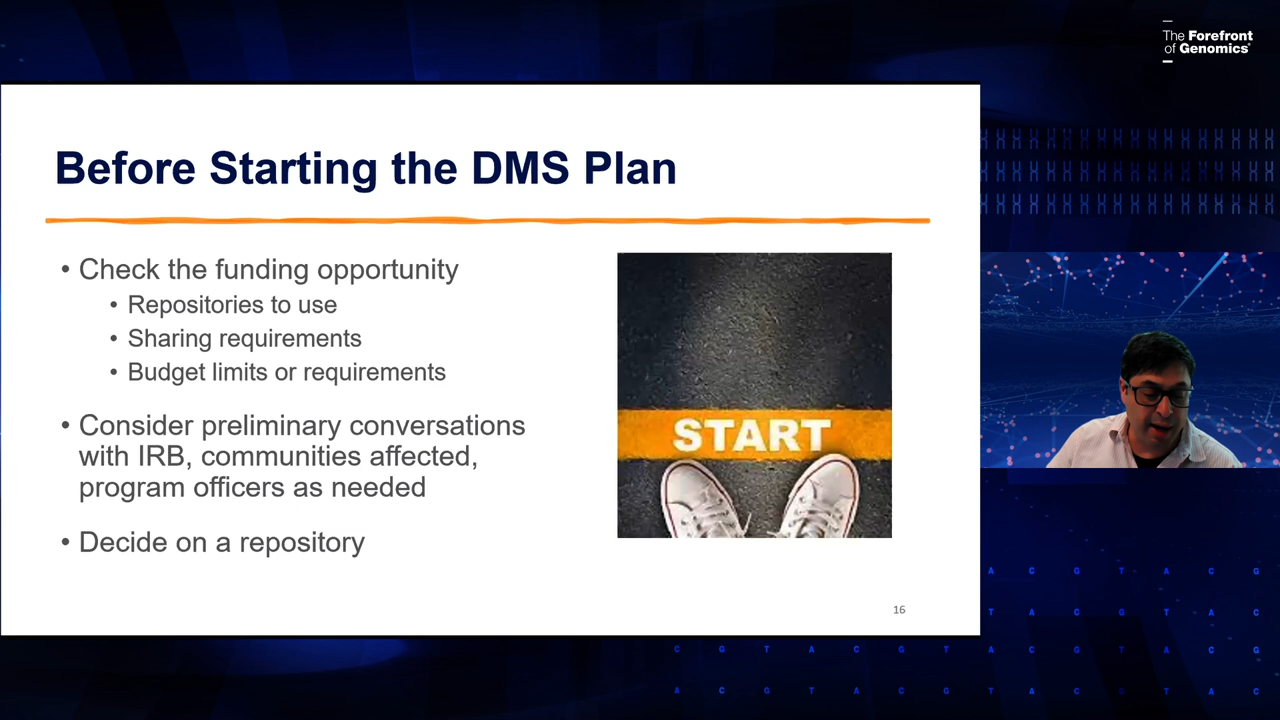 The Forefront
of Genomics®
Before Starting the DMS Plan
• Check the funding opportunity
• Repositories to use
• Sharing requirements
• Budget limits or requirements
• Consider preliminary conversations
with IRB, communities affected,
program officers as needed
• Decide on a repository
START
16
A C G T A C G
T A C G T A C
C G T A C G T A C G T A C G
A C G T A C G T A C G T A C